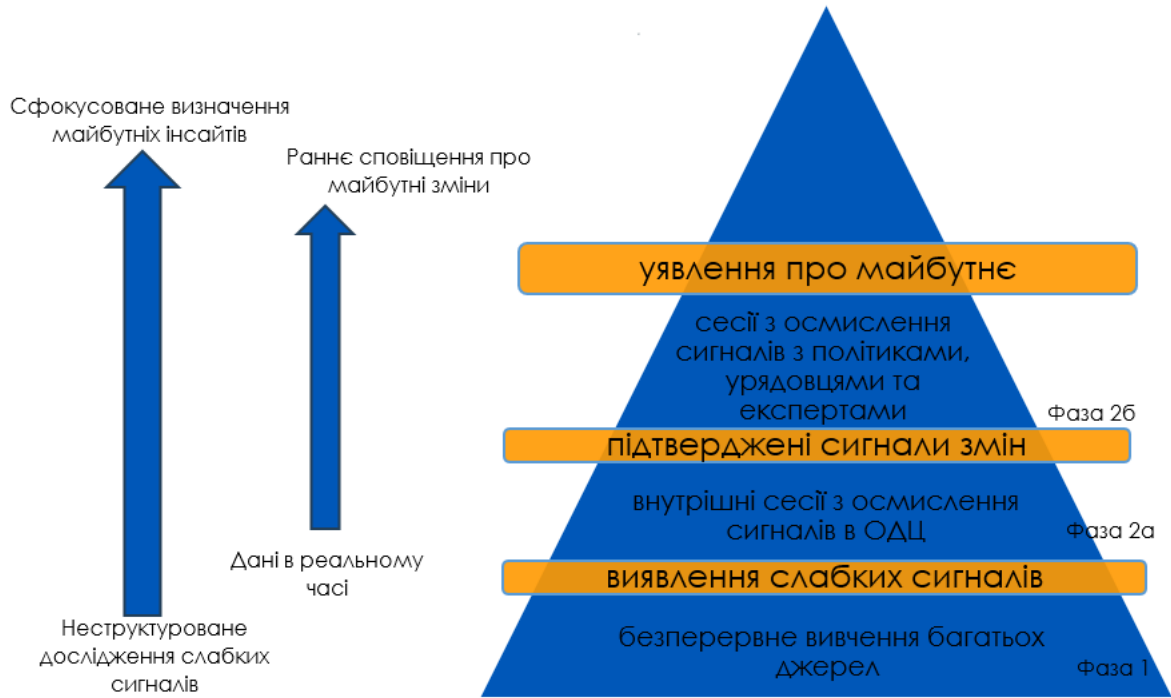 Сфокусоване визначення
майбутніх інсайтів
Раннє сповіщення про
майбутні зміни
Дані в реальному
часі
Неструктуроване
дослідження слабких
сигналів
уявлення про майбутнє
сесії з осмислення
сигналів з політиками,
урядовцями та
експертами
Фаза 2б
підтверджені сигнали змін
внутрішні сесії з осмислення
сигналів в ОДЦ
Фаза 2а
виявлення слабких сигналів
безперервне вивчення багатьох
джерел
Фаза 1